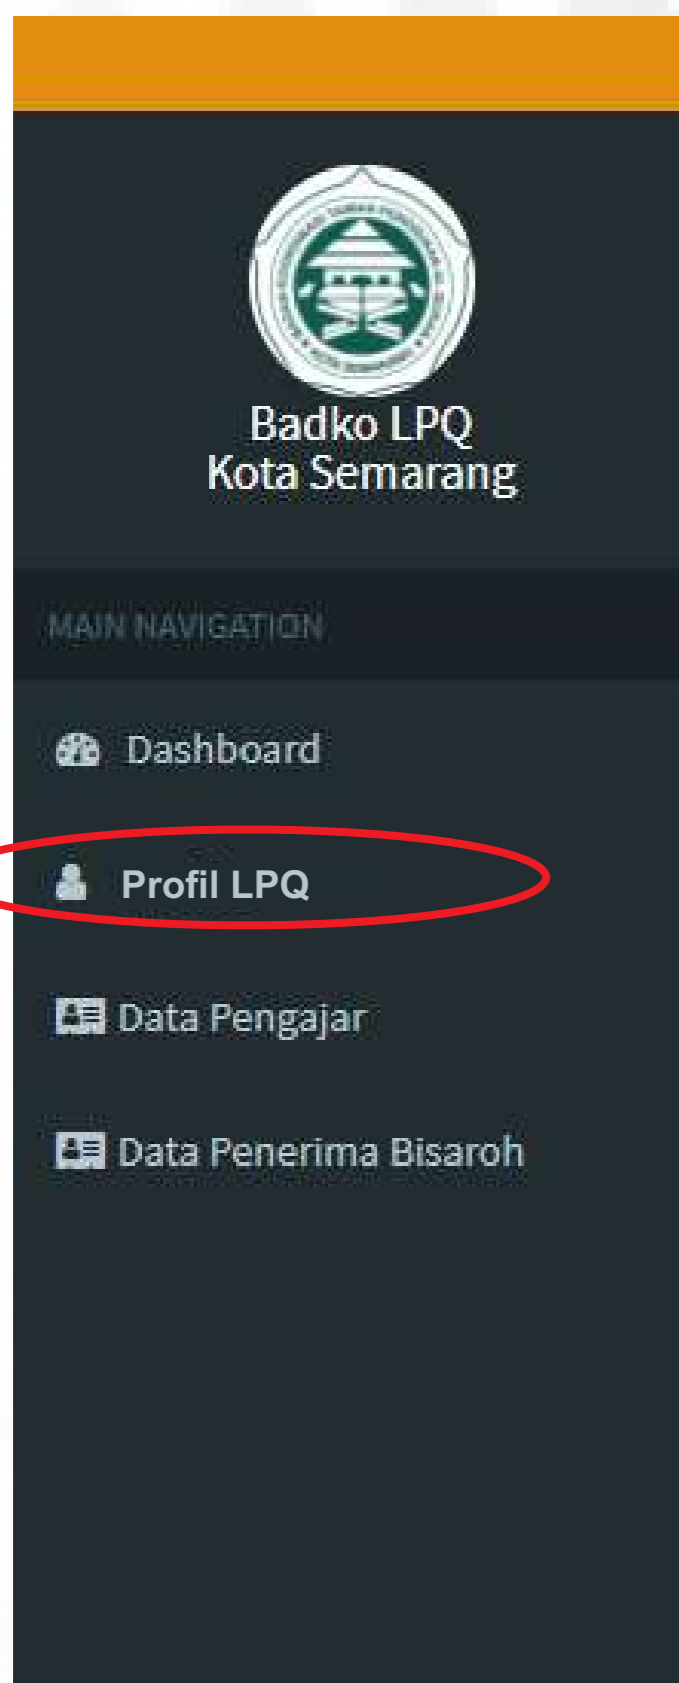 Badko LPQ
Kota Semarang
MAIN NAVIGATION
Dashboard
Profil LPQ
Data Pengajar
Data Penerima Bisaroh